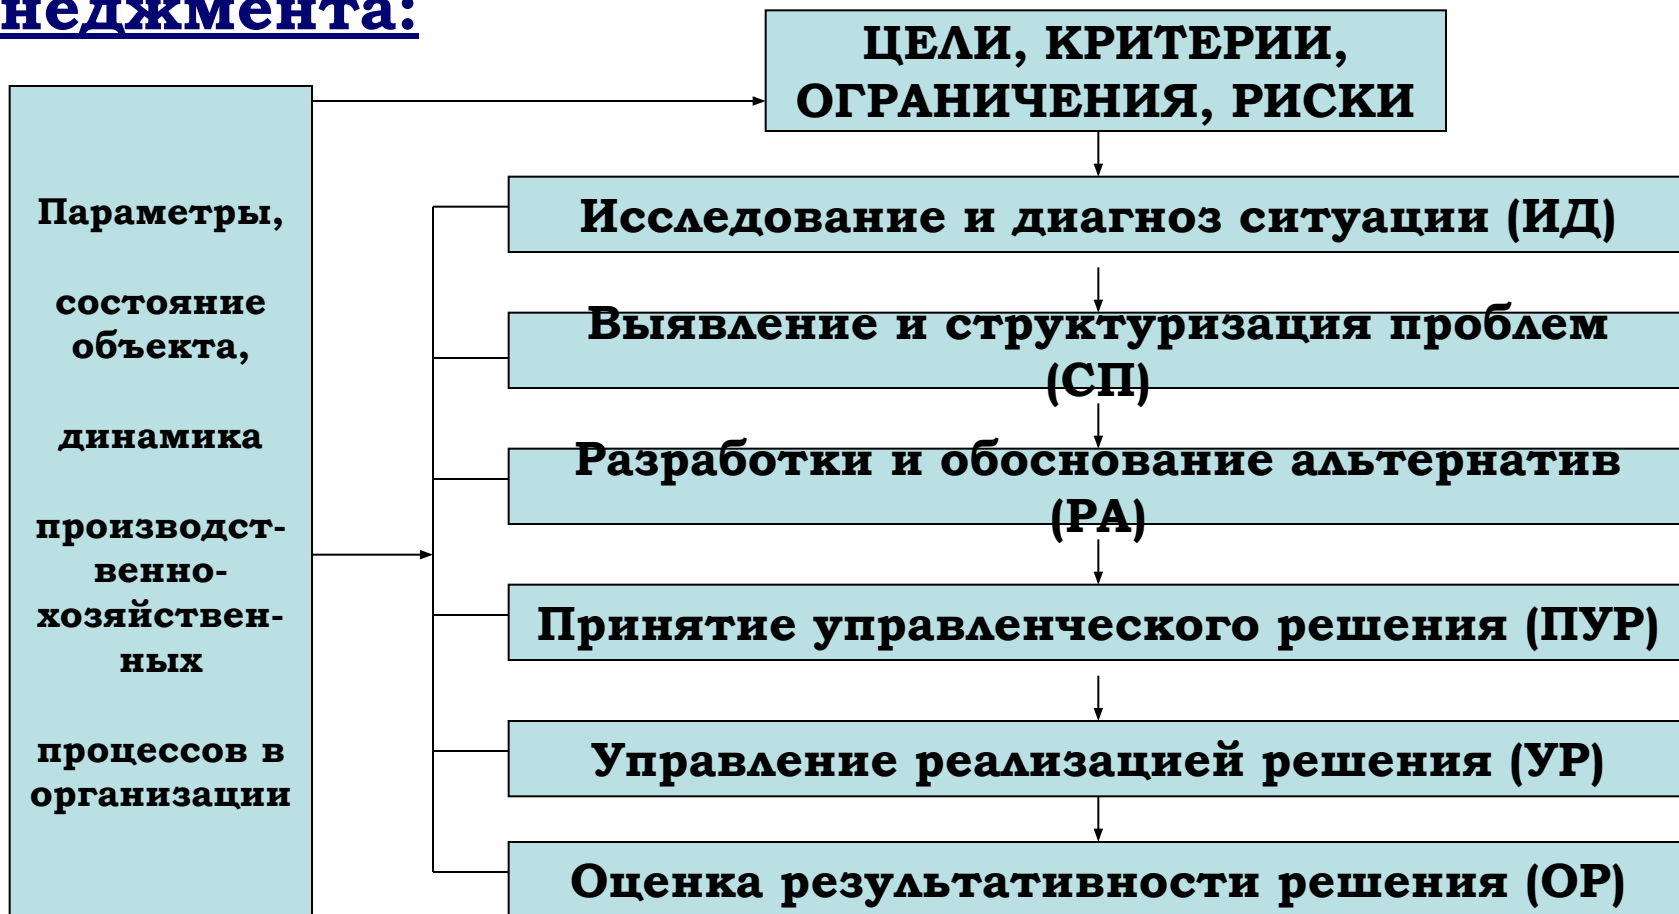 неджмента:
ЦЕЛИ, КРИТЕРИИ,
ОГРАНИЧЕНИЯ, РИСКИ
Параметры,
состояние
объекта,
динамика
производст-
венно-
хозяйствен-
ных
процессов в
организации
Исследование и диагноз ситуации (ИД)
Выявление и структуризация проблем
(СП)
Разработки и обоснование альтернатив
(РА)
Принятие управленческого решения (ПУР)
Управление реализацией решения (УР)
Оценка результативности решения (ОР)